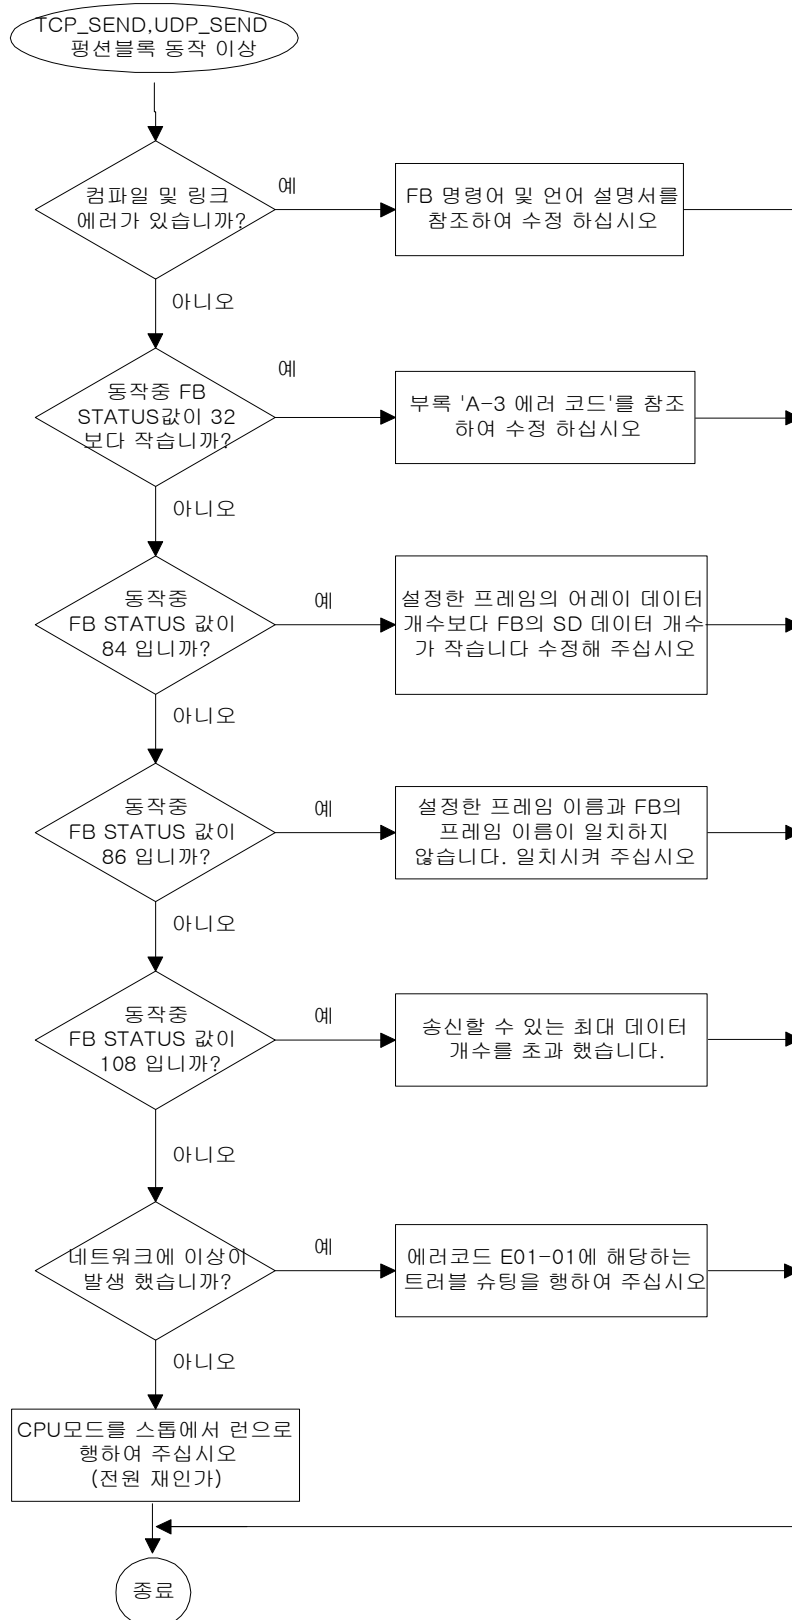 TCP_SEND,UDP_SEND
펑션블록 동작 이상
컴파일 및 링크
에러가 있습니까?
예
FB 명령어 및 언어 설명서를
참조하여 수정 하십시오
아니오
동작중 FB
STATUS값이 32
보다 작습니까?
예
부록 'A-3 에러 코드'를 참조
하여 수정 하십시오
아니오
동작중
FB STATUS 값이
84 입니까?
예
설정한 프레임의 어레이 데이터
개수보다 FB의 SD 데이터 개수
가 작습니다 수정해 주십시오
아니오
동작중
FB STATUS 값이
86 입니까?
예
설정한 프레임 이름과 FB의
프레임 이름이 일치하지
않습니다. 일치시켜 주십시오
아니오
동작중
FB STATUS 값이
108 입니까?
예
송신할 수 있는 최대 데이터
개수를 초과 했습니다.
아니오
네트워크에 이상이
발생 했습니까?
예
에러코드 E01-01에 해당하는
트러블 슈팅을 행하여 주십시오
아니오
CPU모드를 스톱에서 런으로
행하여 주십시오
(전원 재인가)
종료